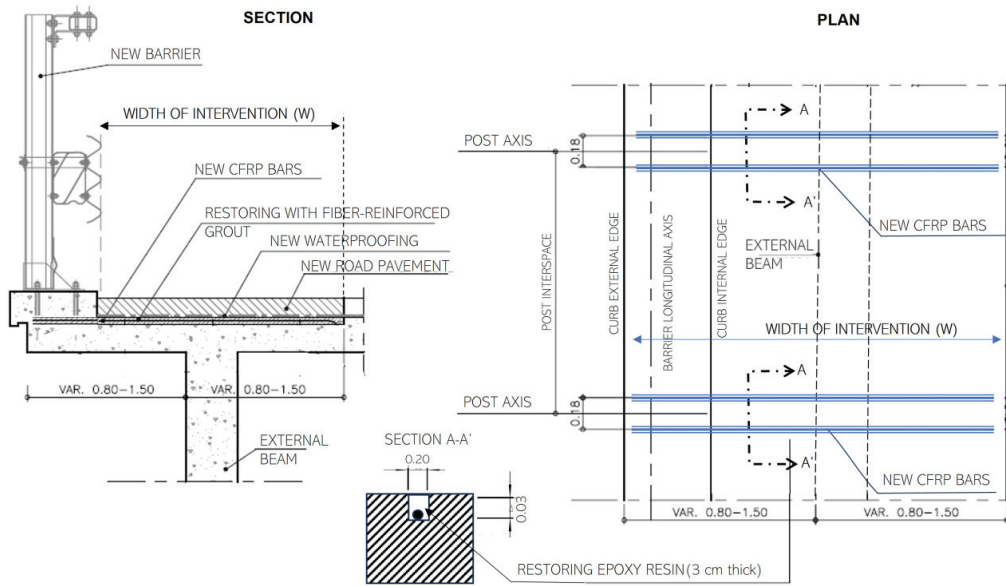 SECTION
NEW BARRIER
WIDTH OF INTERVENTION (W)
NEW CFRP BARS
RESTORING WITH FIBER-REINFORCED
GROUT
NEW WATERPROOFING
NEW ROAD PAVEMENT
VAR. 0.80-1.50
VAR. 0.80-1.50
EXTERNAL
BEAM
SECTION A-A'
0.20
0.03
RESTORING EPOXY RESIN(3 cm thick)
PLAN
POST AXIS
0.18
A
A'
NEW CFRP BARS
POST INTERSPACE
CURB EXTERNAL EDGE
BARRIER LONGITUDINAL AXIS
CURB INTERNAL EDGE
EXTERNAL
BEAM
WIDTH OF INTERVENTION (W)
POST AXIS
0.18
A
A'
NEW CFRP BARS
VAR. 0.80-1.50
VAR. 0.80-1.50